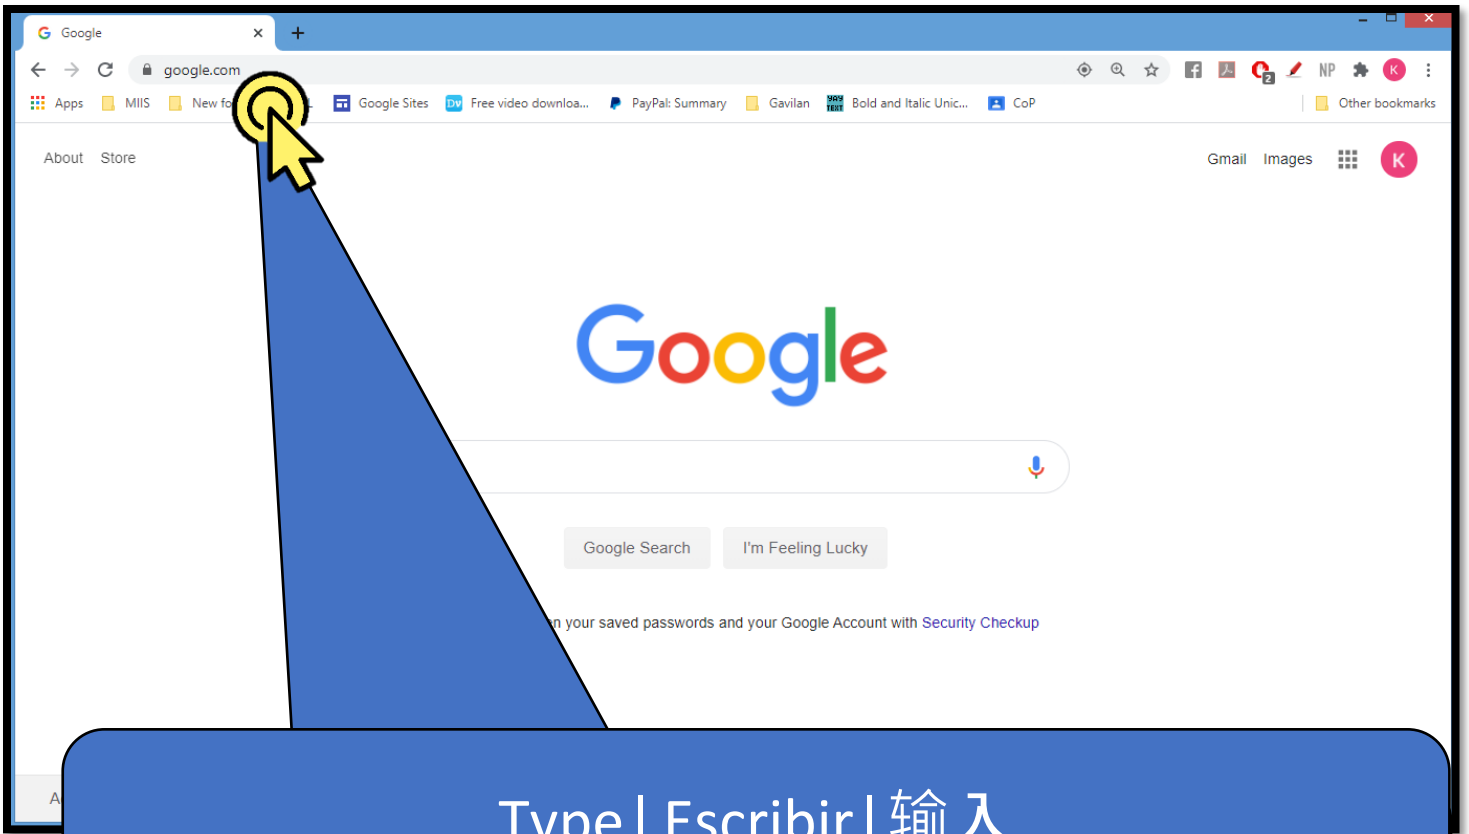 Google
google.com
2 NP K
Apps MIIS Google Sites Free video downloa... PayPal: Summary Gavilan Bold and Italic Unic... CoP Other bookmarks
About Store Gmail Images K
Google
Google Search I'm Feeling Lucky
your saved passwords and your Google Account with Security Checkup
Type| Escribir|输入